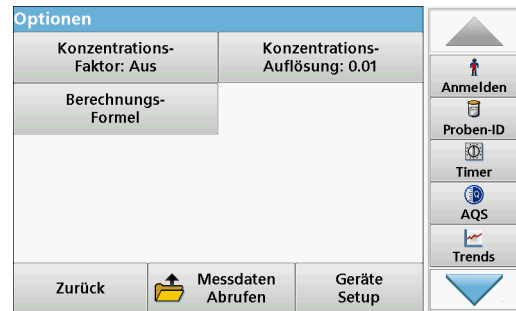 Optionen
Konzentrations-
Faktor: Aus
Konzentrations-
Auflösung: 0.01
Berechnungs-
Formel
Zurück
Messdaten
Abrufen
Geräte
Setup
Anmelden
Proben-ID
Timer
AQS
Trends